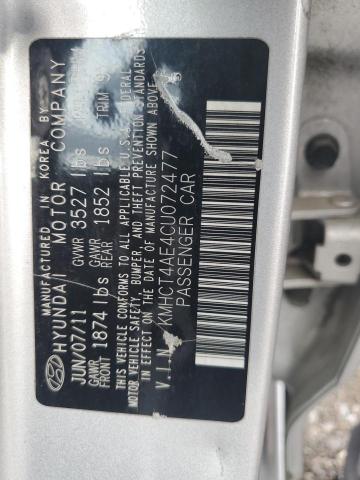 MANUFACTURED IN KOREA BY
HYUNDAI MOTOR COMPANY
JUN/07/11 GVWR 3527 lbs
GAWR FRONT 1874 lbs GAWR REAR 1852 lbs TRIM
THIS VEHICLE CONFORMS TO ALL APPLICABLE U.S. FEDERAL
MOTOR VEHICLE SAFETY, BUMPER, AND THEFT PREVENTION STANDARDS
IN EFFECT ON THE DATE OF MANUFACTURE SHOWN ABOVE.
V.I.N KMHCT4AE4CU072477
PASSENGER CAR